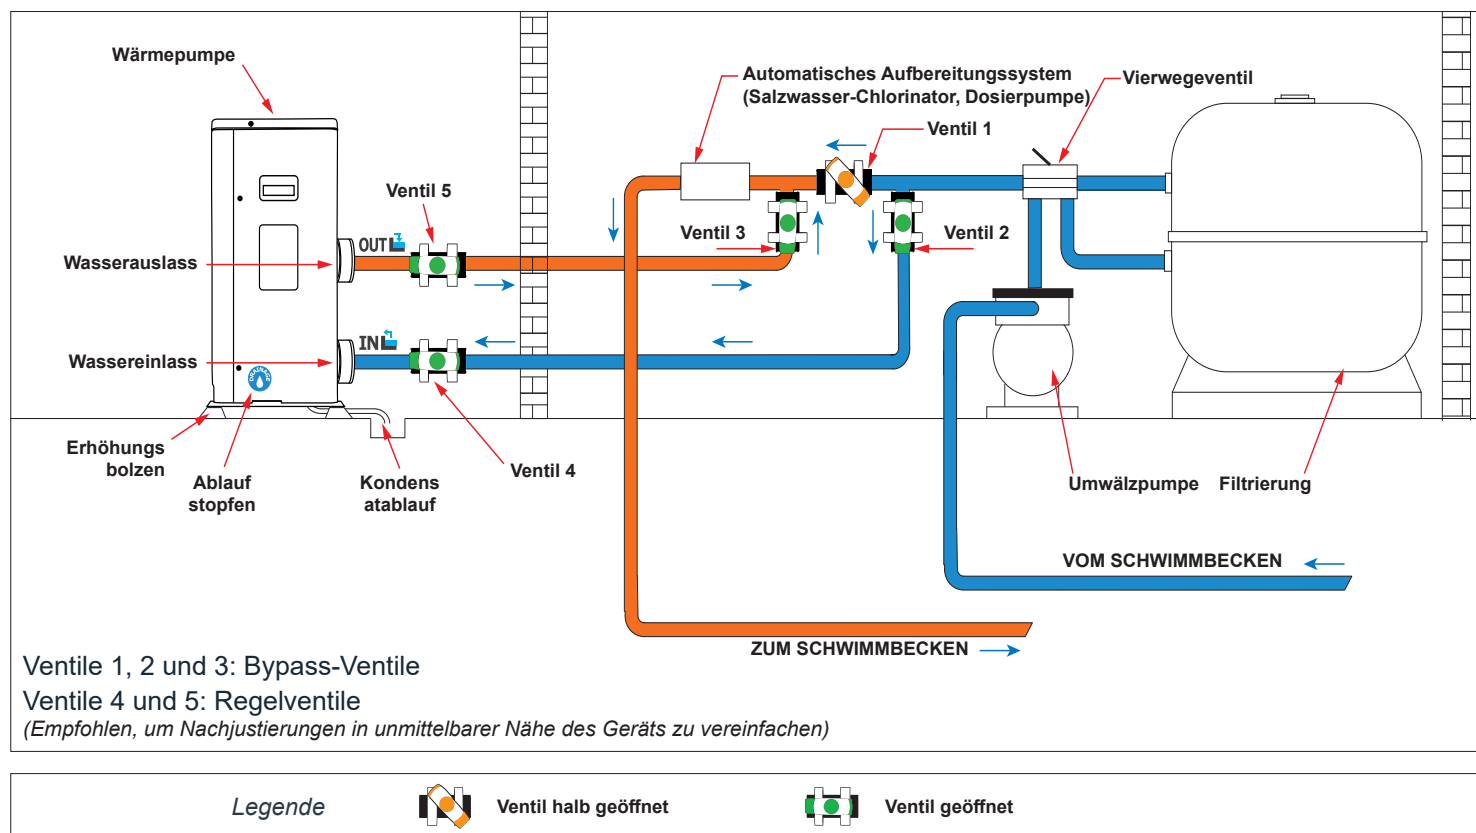 Wärmepumpe
Automatisches Aufbereitungssystem
(Salzwasser-Chlorinator, Dosierpumpe)
Vierwegeventil
Ventil 1
Ventil 5
Ventil 3
Ventil 2
OUT
Wasserauslass
IN
Wassereinlass
Erhöhungs
bolzen
Ablauf
stopfen
Kondens
atablauf
Ventil 4
Umwälzpumpe
Filtrierung
VOM SCHWIMMBECKEN
ZUM SCHWIMMBECKEN
Ventile 1, 2 und 3: Bypass-Ventile
Ventile 4 und 5: Regelventile
(Empfohlen, um Nachjustierungen in unmittelbarer Nähe des Geräts zu vereinfachen)
Legende
Ventil halb geöffnet
Ventil geöffnet